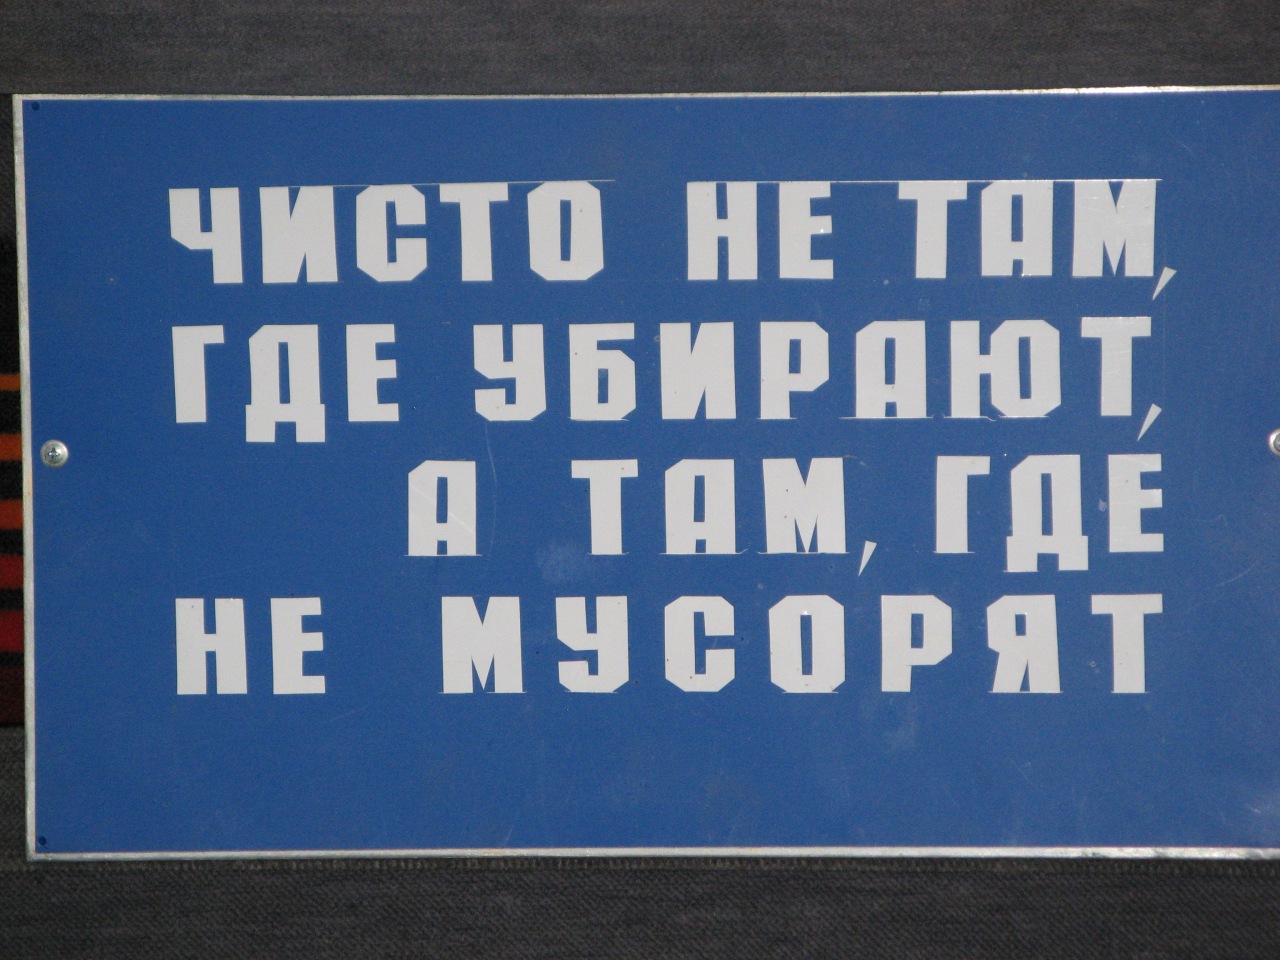 ЧИСТО НЕ ТАМ,
ГДЕ УБИРАЮТ,
А ТАМ, ГДЕ
НЕ МУСОРЯТ